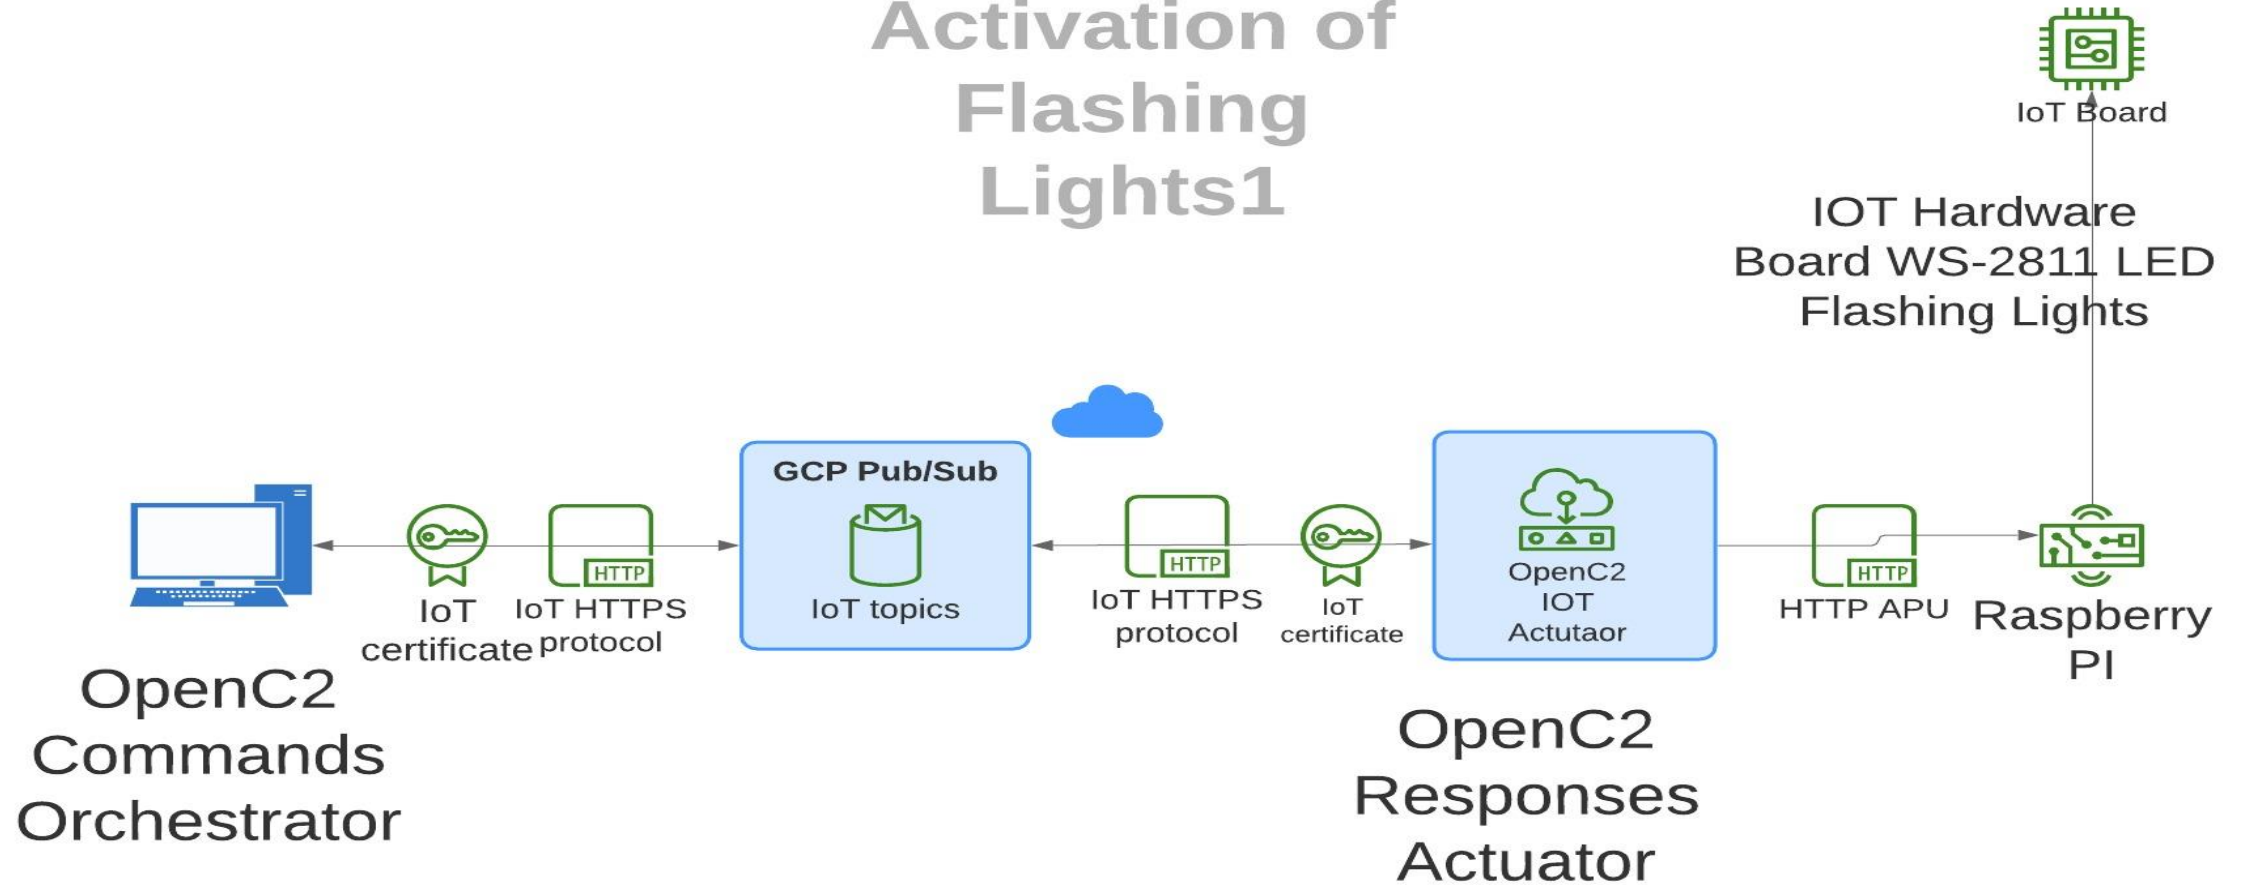 Activation of
Flashing
Lights1
IoT Board
IOT Hardware
Board WS-2811 LED
Flashing Lights
GCP Pub/Sub
IoT topics
IoT
certificate
HTTP
IoT HTTPS
protocol
HTTP
IoT HTTPS
protocol
IoT
certificate
OpenC2
IOT
Actutaor
HTTP
HTTP APU
Raspberry
PI
OpenC2
Commands
Orchestrator
OpenC2
Responses
Actuator